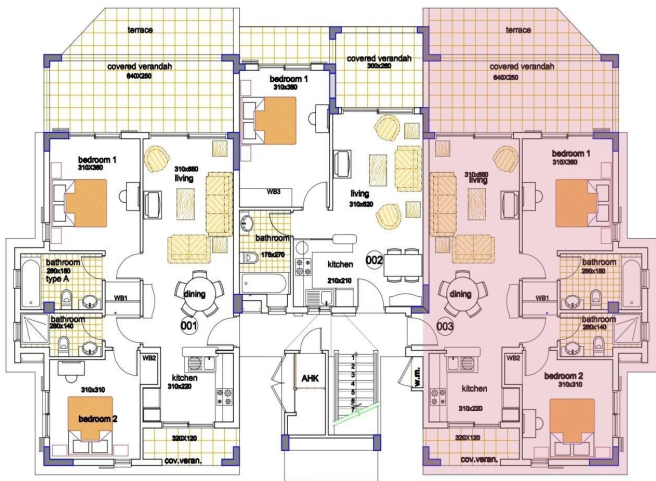 terrace
covered verandah
640X250
bedroom 1
310X360
310x680
living
bathroom
280x180
type A
WB1
dining
bathroom
280x140
001
WB2
310x310
bedroom 2
kitchen
310x220
320X120
cov.veran.
bedroom 1
310x360
WB3
bathroom
175x270
covered verandah
300x250
living
310x620
kitchen
210x210
002
AHK
1
2
3
4
5
6
7
w.m.
terrace
covered verandah
640X250
310x680
living
bedroom 1
310X360
bathroom
280x180
WB1
dining
003
bathroom
280x140
WB2
kitchen
310x220
bedroom 2
310x310
320X120
cov.veran.